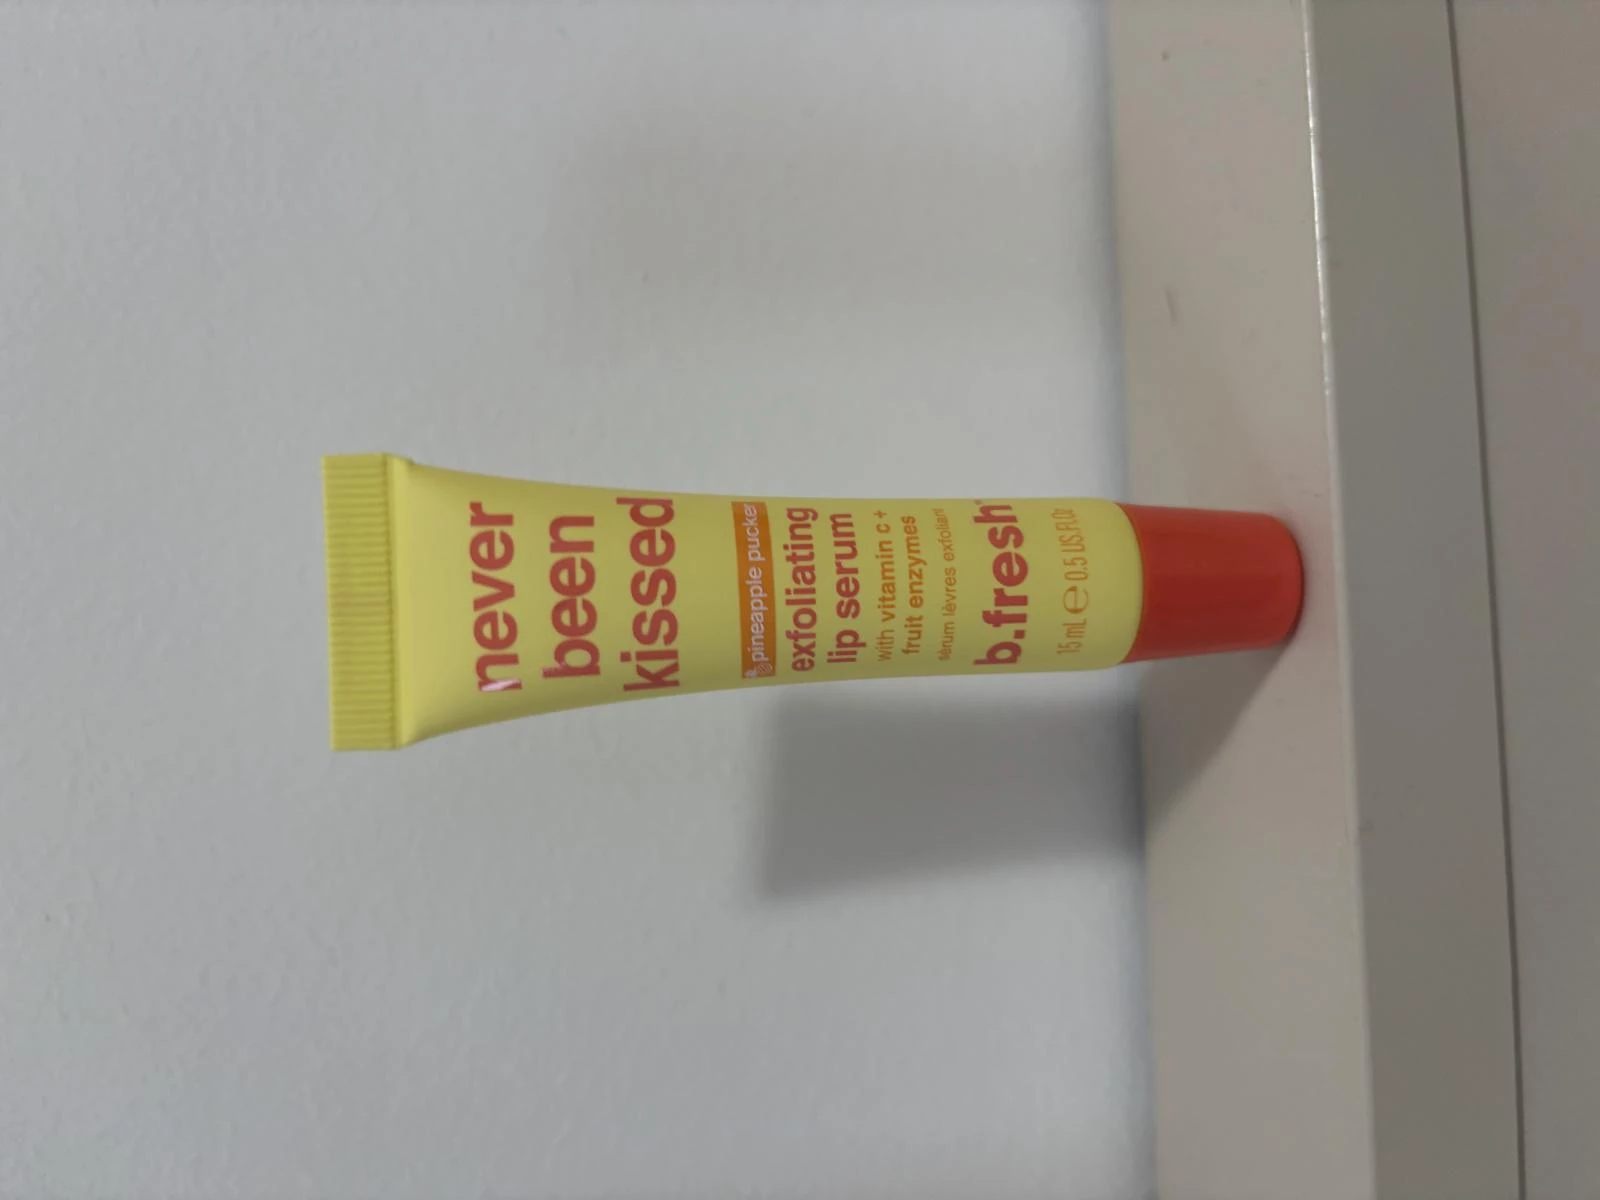 never
been
kissed
pineapple pucker
exfoliating
lip serum
with vitamin c +
fruit enzymes
sérum lèvres exfoliant
b.fresh
15 mL ℮ 0.5 US.Fl.Oz